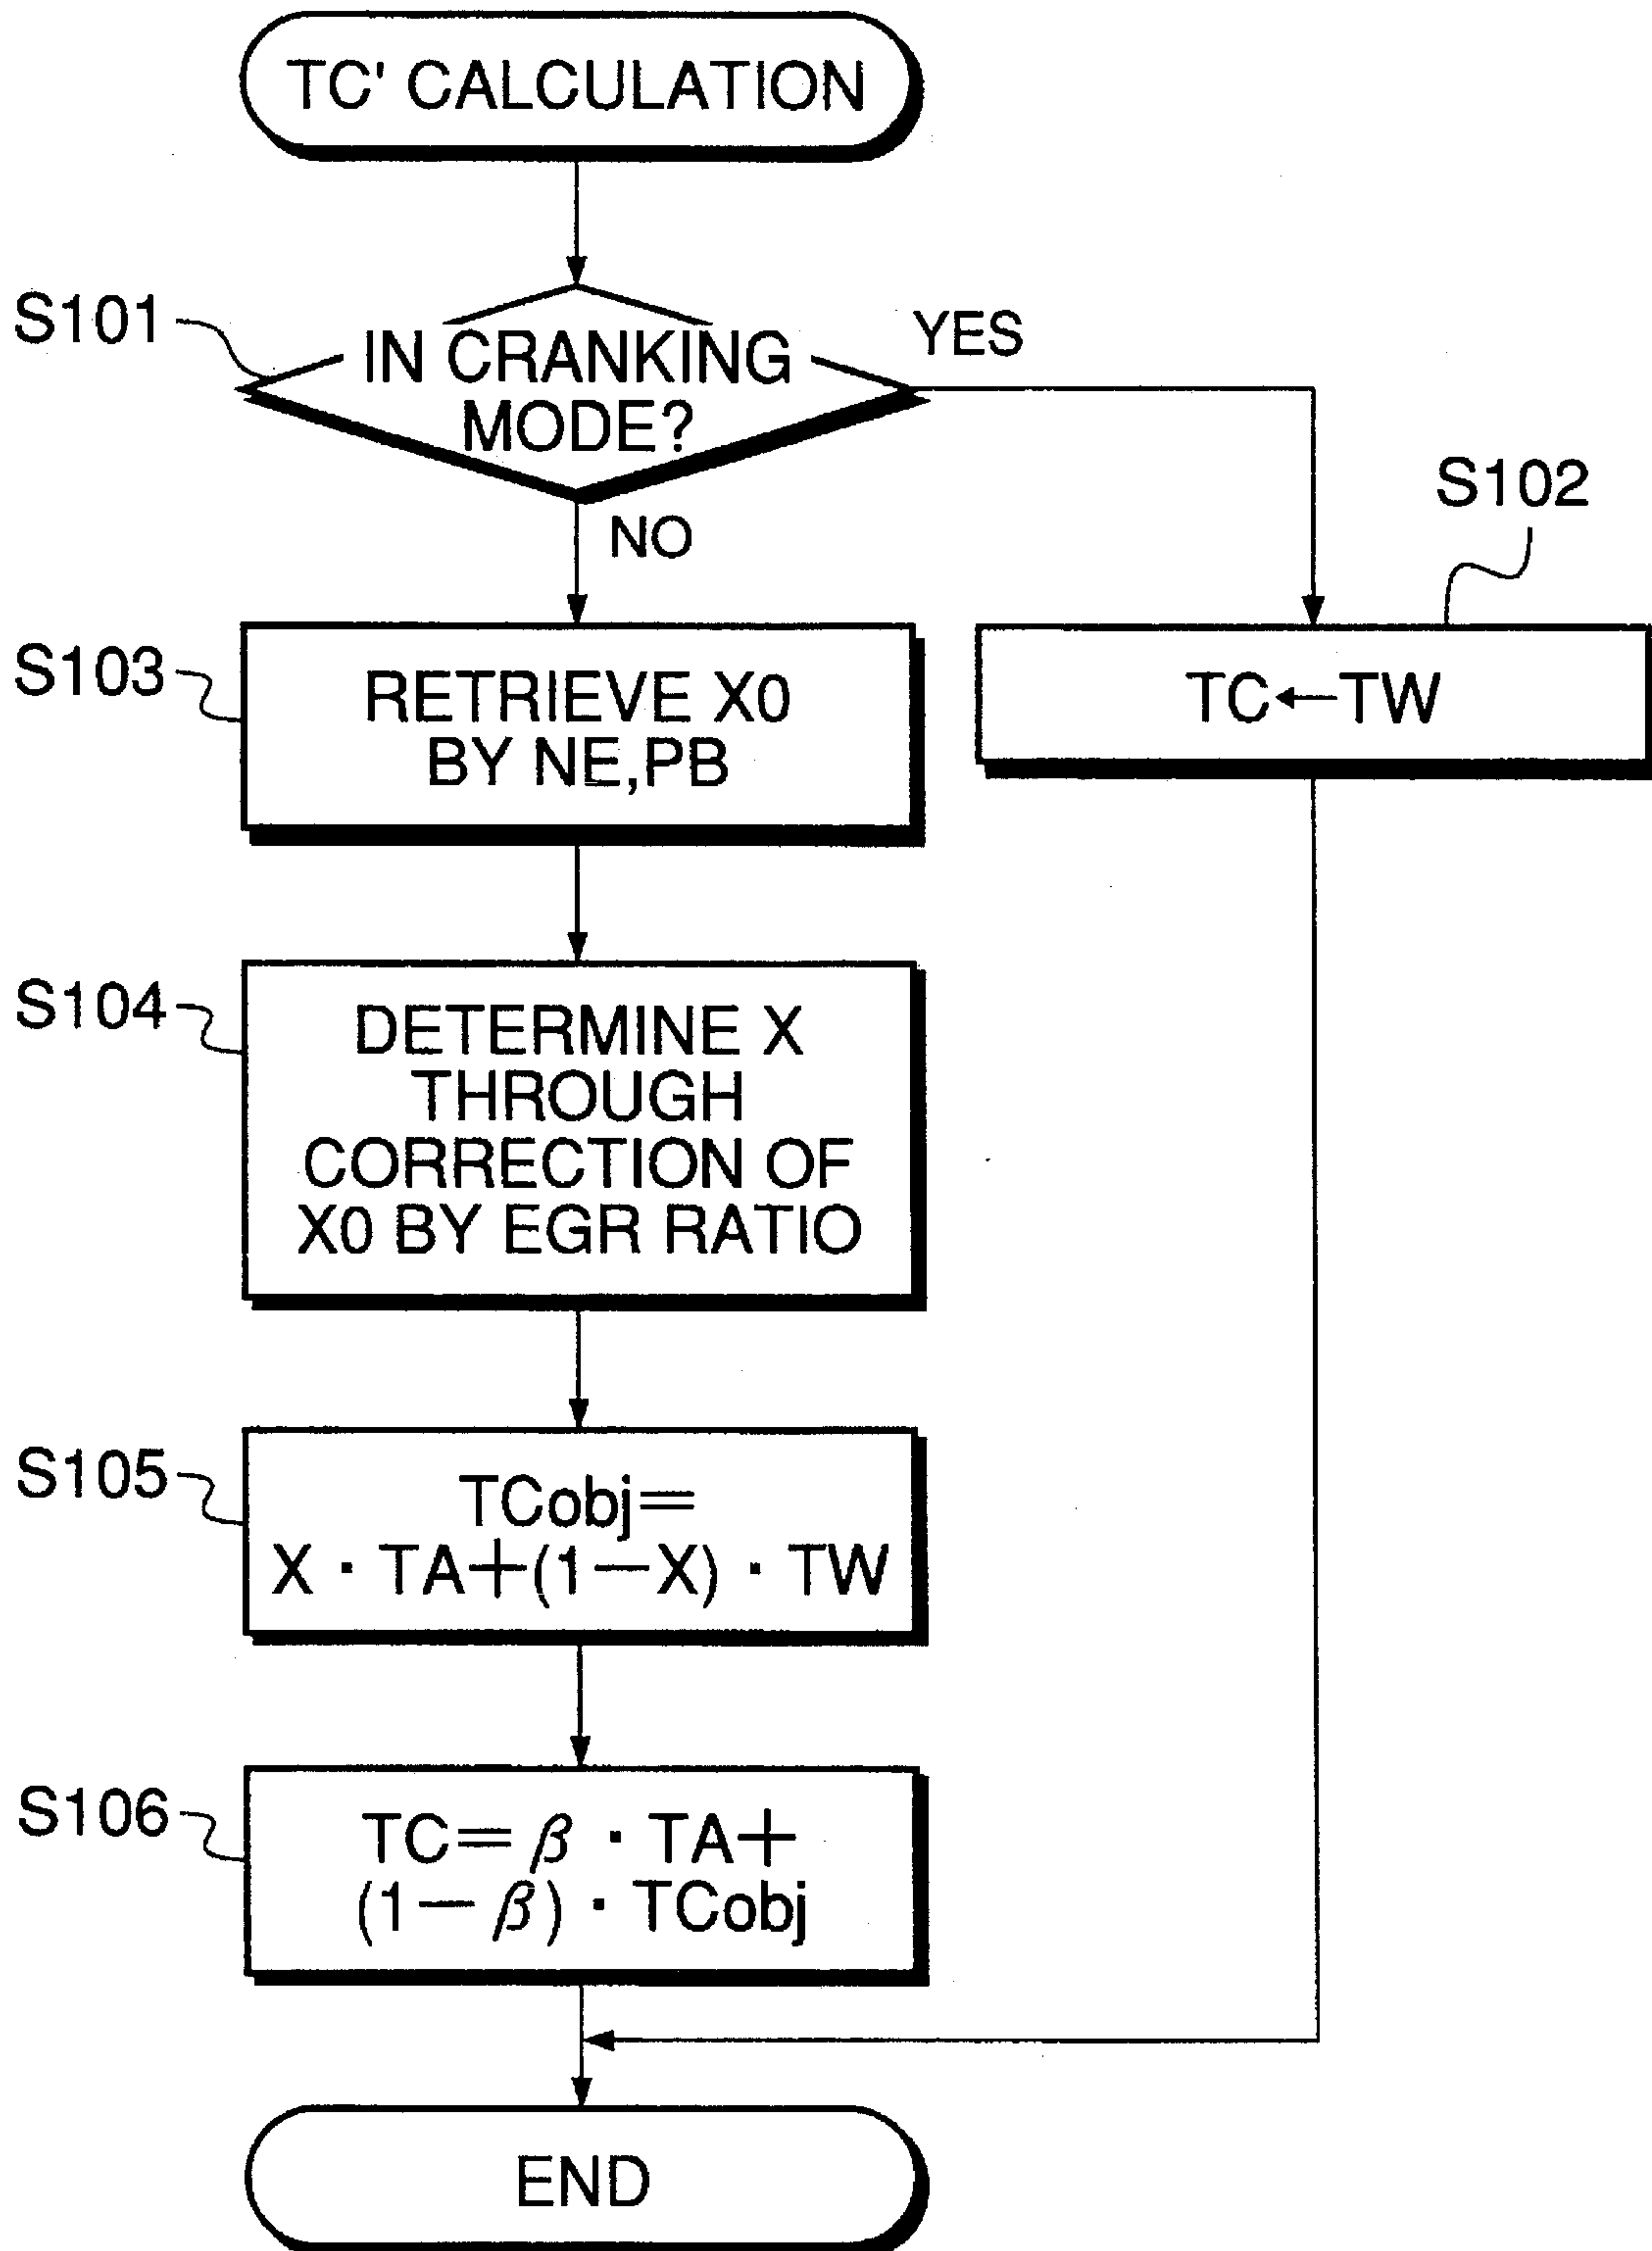 TC' CALCULATION
S101
IN CRANKING
MODE?
YES
NO
S102
TC←TW
S103
RETRIEVE X0
BY NE,PB
S104
DETERMINE X
THROUGH
CORRECTION OF
X0 BY EGR RATIO
S105
TCobj=
X · TA+(1−X) · TW
S106
TC=β · TA+
(1−β) · TCobj
END